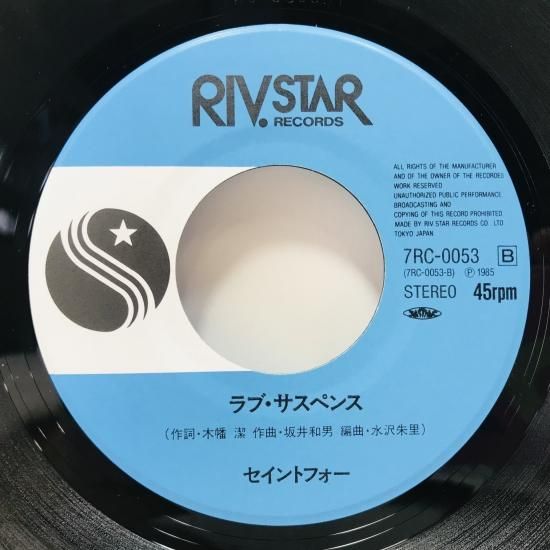 RIV.STAR
RECORDS
ALL RIGHTS OF THE MANUFACTURER
AND OF THE OWNER OF THE RECORDED
WORK RESERVED
UNAUTHORIZED PUBLIC PERFORMANCE
BROADCASTING AND
COPYING OF THIS RECORD PROHIBITED
MADE BY RIV STAR RECORDS CO. LTD
TOKYO JAPAN
7RC-0053 B
(7RC-0053-B) Ⓟ 1985
STEREO 45rpm
ラブ・サスペンス
(作詞・木幡 潔 作曲・坂井和男 編曲・水沢朱里)
セイントフォー